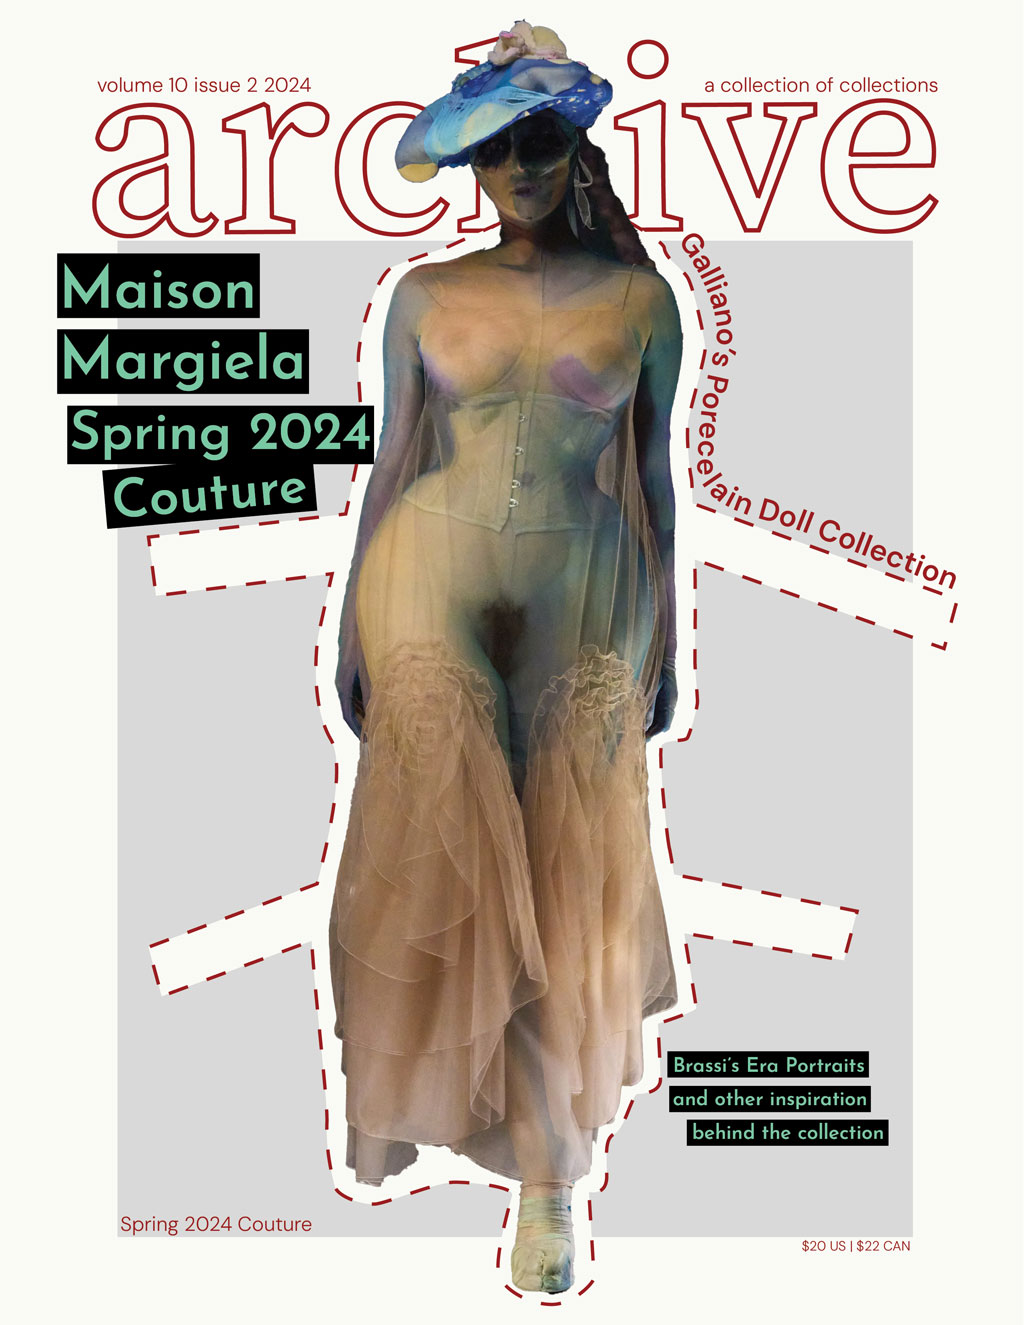 volume 10 issue 2 2024
a collection of collections
archive
Maison
Margiela
Spring 2024
Couture
Galliano's Porecelain Doll Collection
Brassi's Era Portraits
and other inspiration
behind the collection
Spring 2024 Couture
$20 US | $22 CAN